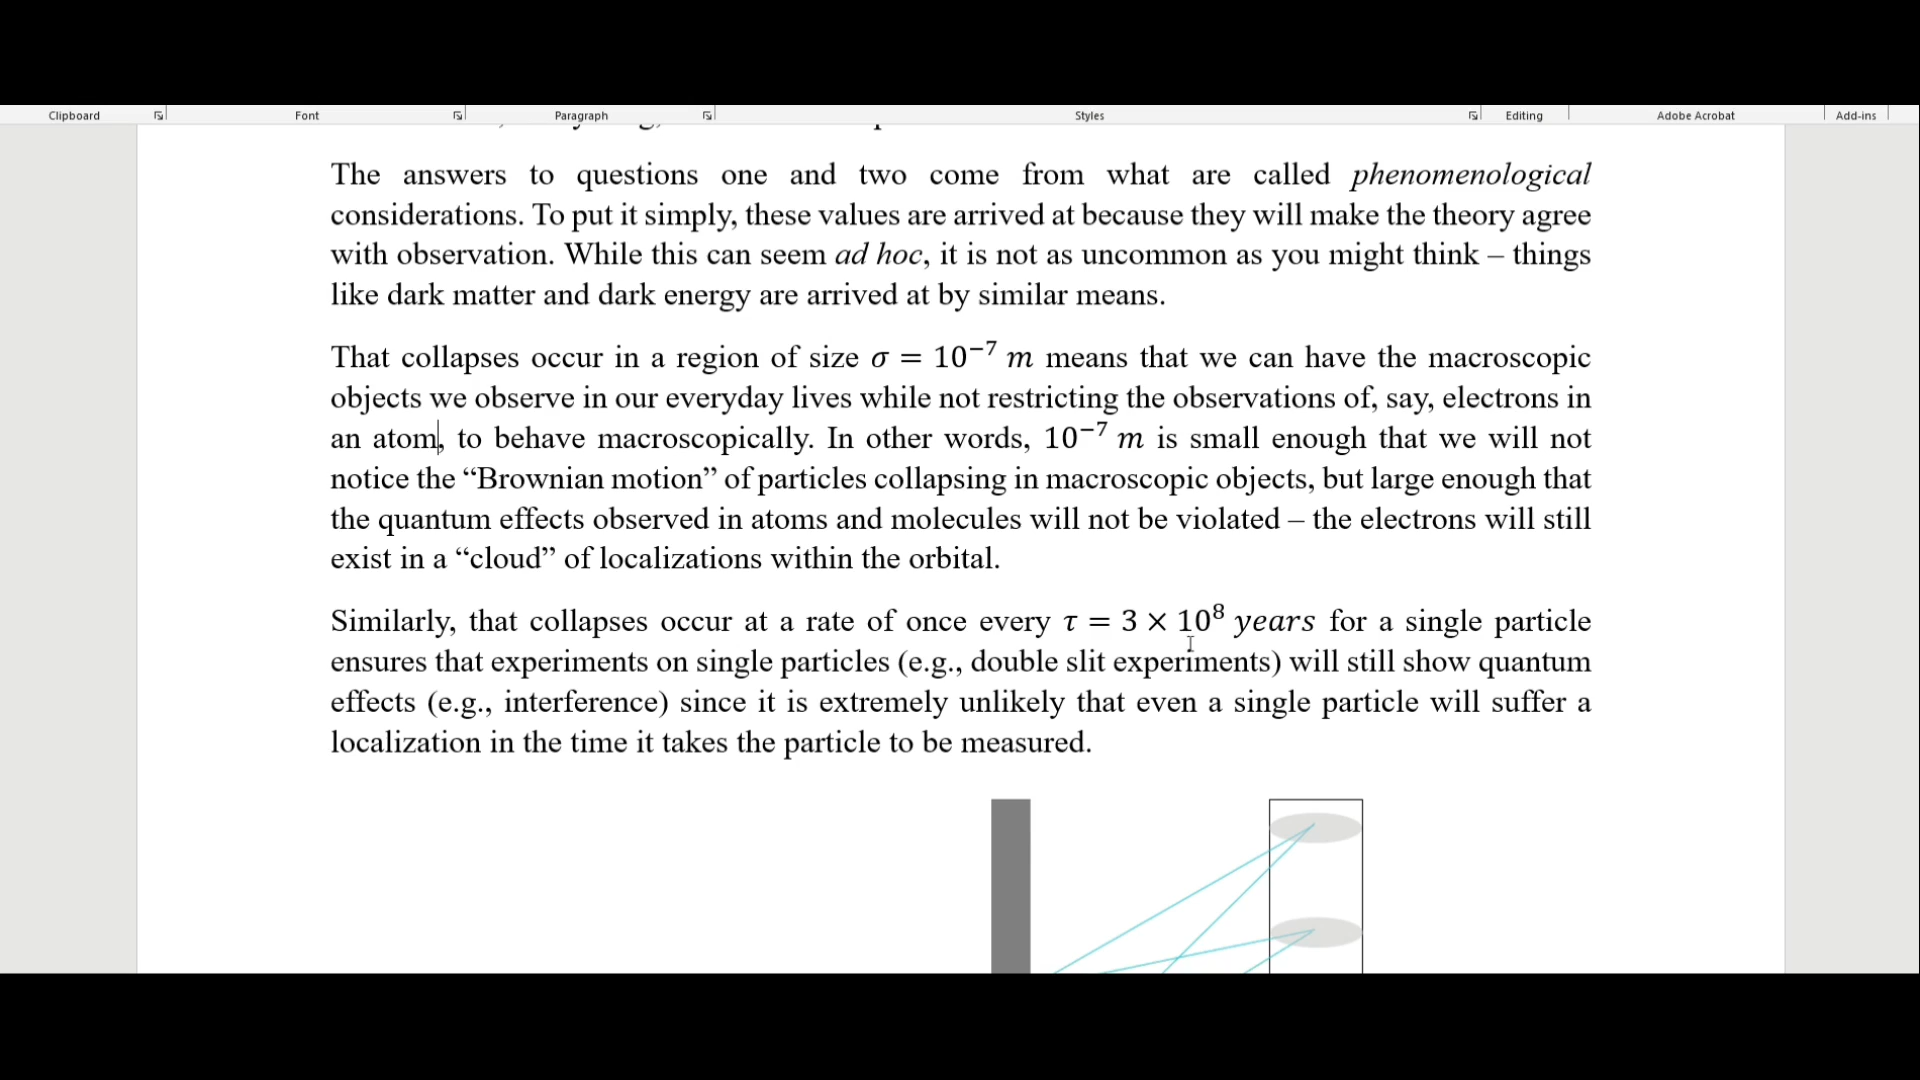 Clipboard Font Paragraph Styles Editing Adobe Acrobat Add-ins
The answers to questions one and two come from what are called phenomenological
considerations. To put it simply, these values are arrived at because they will make the theory agree
with observation. While this can seem ad hoc, it is not as uncommon as you might think – things
like dark matter and dark energy are arrived at by similar means.
That collapses occur in a region of size σ = 10⁻⁷ m means that we can have the macroscopic
objects we observe in our everyday lives while not restricting the observations of, say, electrons in
an atom, to behave macroscopically. In other words, 10⁻⁷ m is small enough that we will not
notice the “Brownian motion” of particles collapsing in macroscopic objects, but large enough that
the quantum effects observed in atoms and molecules will not be violated – the electrons will still
exist in a “cloud” of localizations within the orbital.
Similarly, that collapses occur at a rate of once every τ = 3 × 10⁸ years for a single particle
ensures that experiments on single particles (e.g., double slit experiments) will still show quantum
effects (e.g., interference) since it is extremely unlikely that even a single particle will suffer a
localization in the time it takes the particle to be measured.